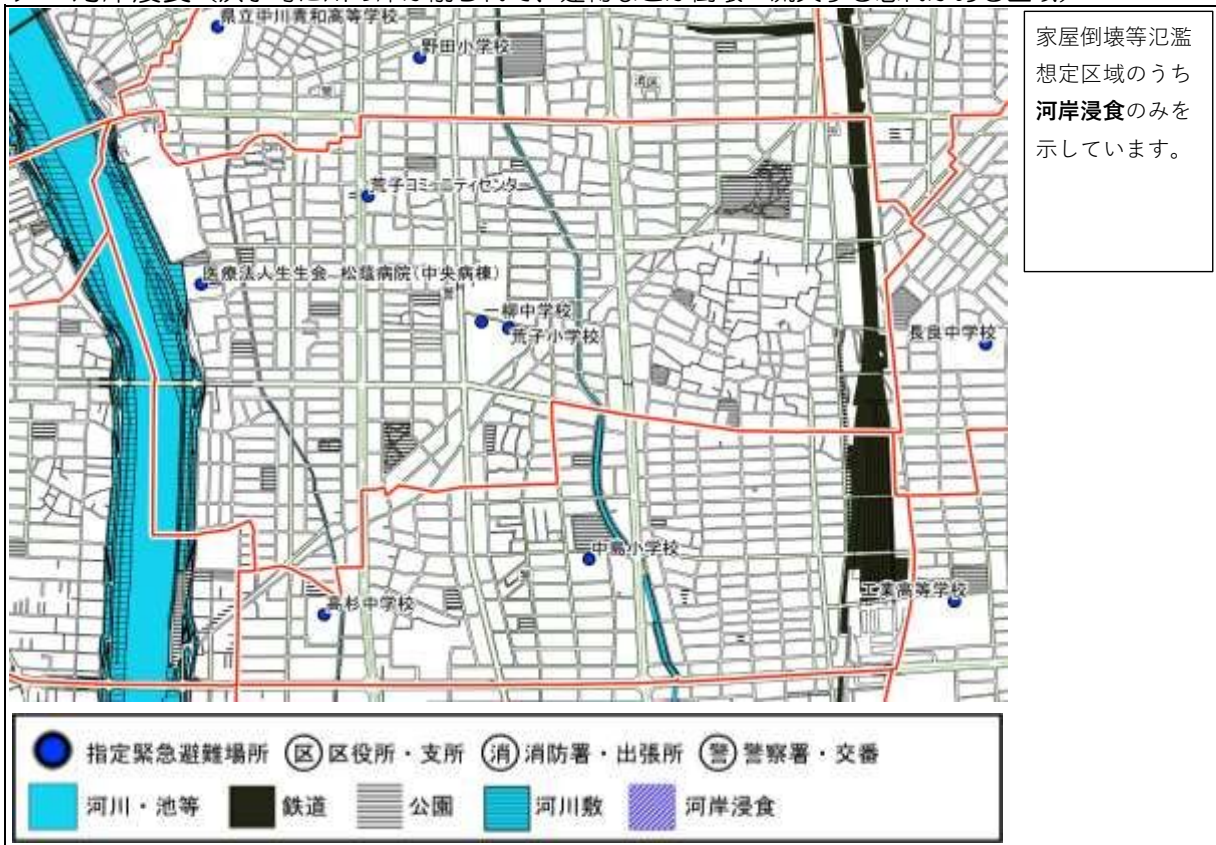 県立中川青和高等学校
野田小学校
荒子コミュニティセンター
医療法人生生会 松蔭病院(中央病棟)
一柳中学校
荒子小学校
長良中学校
中島小学校
工業高等学校
高杉中学校
家屋倒壊等氾濫
想定区域のうち
河岸浸食のみを
示しています。
指定緊急避難場所 区 区役所・支所 消 消防署・出張所 警 警察署・交番
河川・池等 鉄道 公園 河川敷 河岸浸食